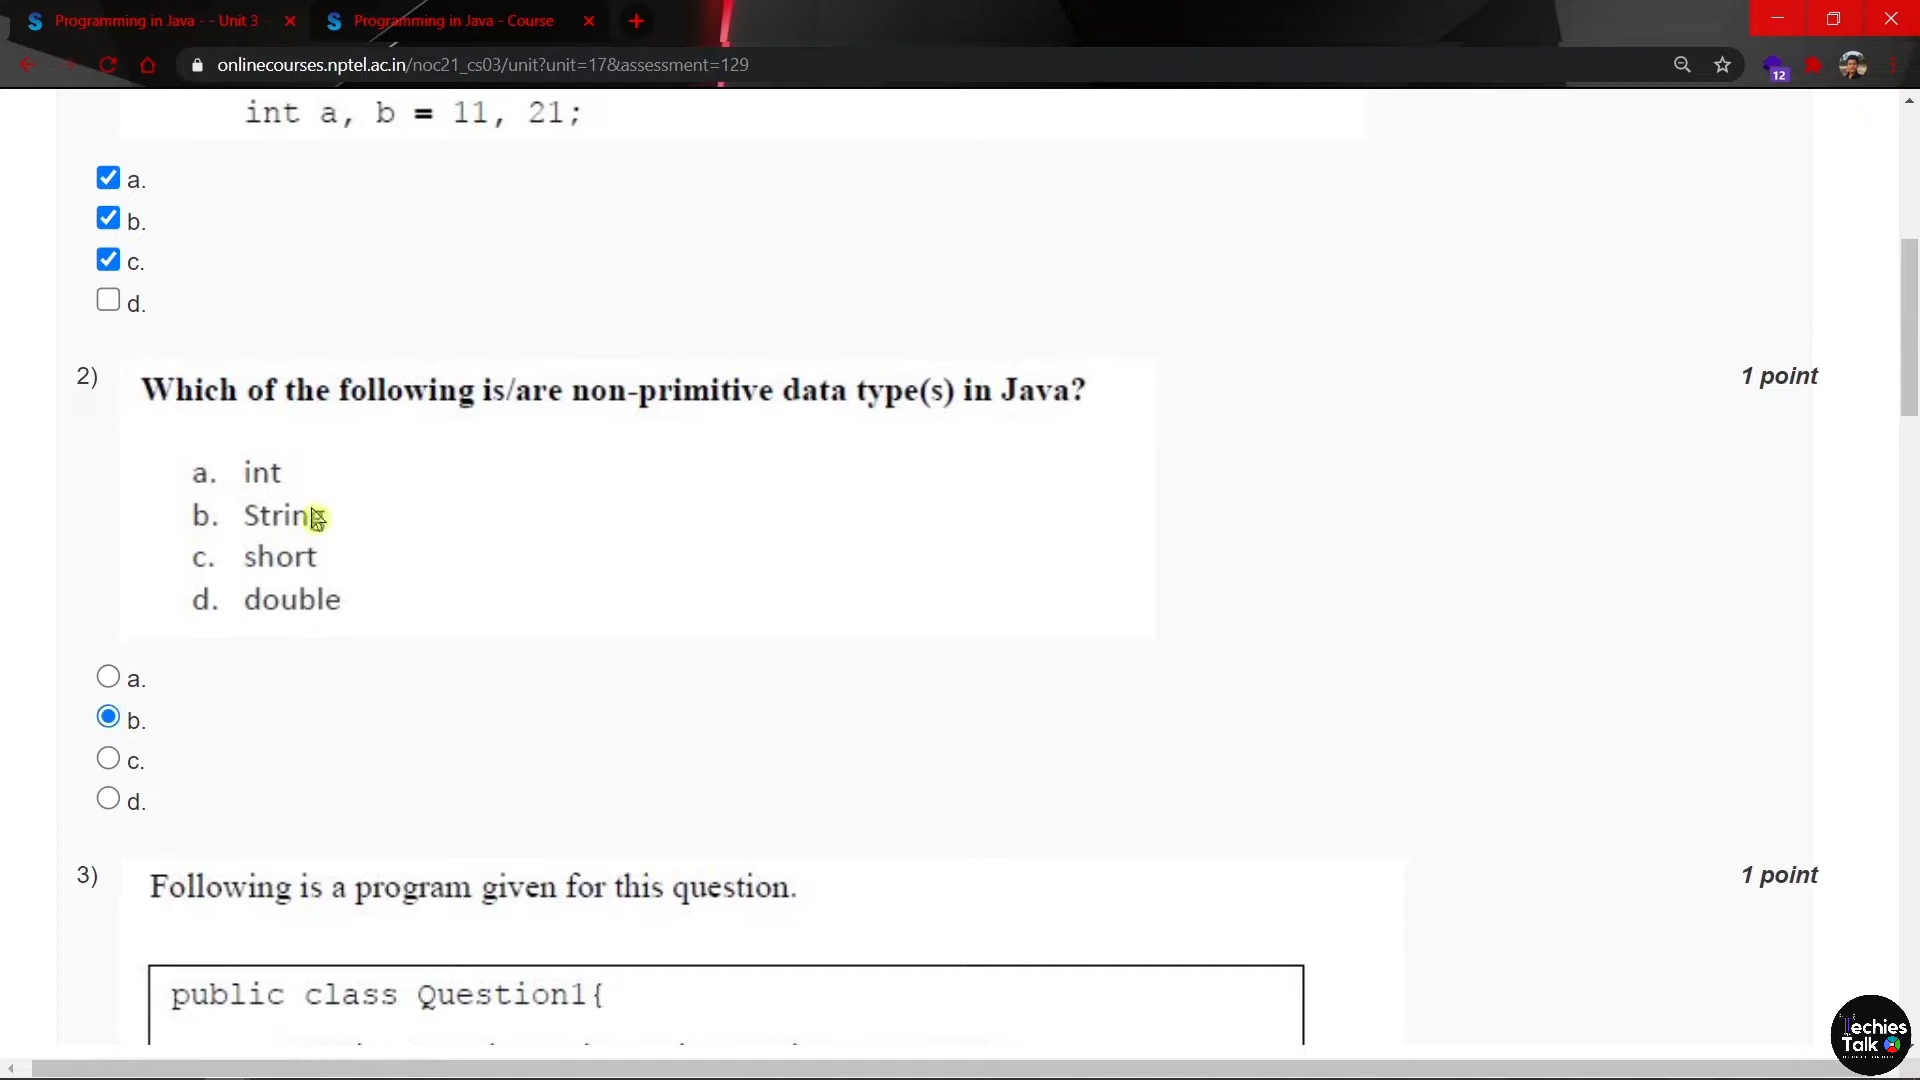 Programming in Java - - Unit 3
Programming in Java - Course
onlinecourses.nptel.ac.in/noc21_cs03/unit?unit=17&assessment=129
12
int a, b = 11, 21;
a.
b.
c.
d.
2)
Which of the following is/are non-primitive data type(s) in Java?
1 point
a. int
b. String
c. short
d. double
a.
b.
c.
d.
3)
Following is a program given for this question.
1 point
public class Question1{
Techies
Talk